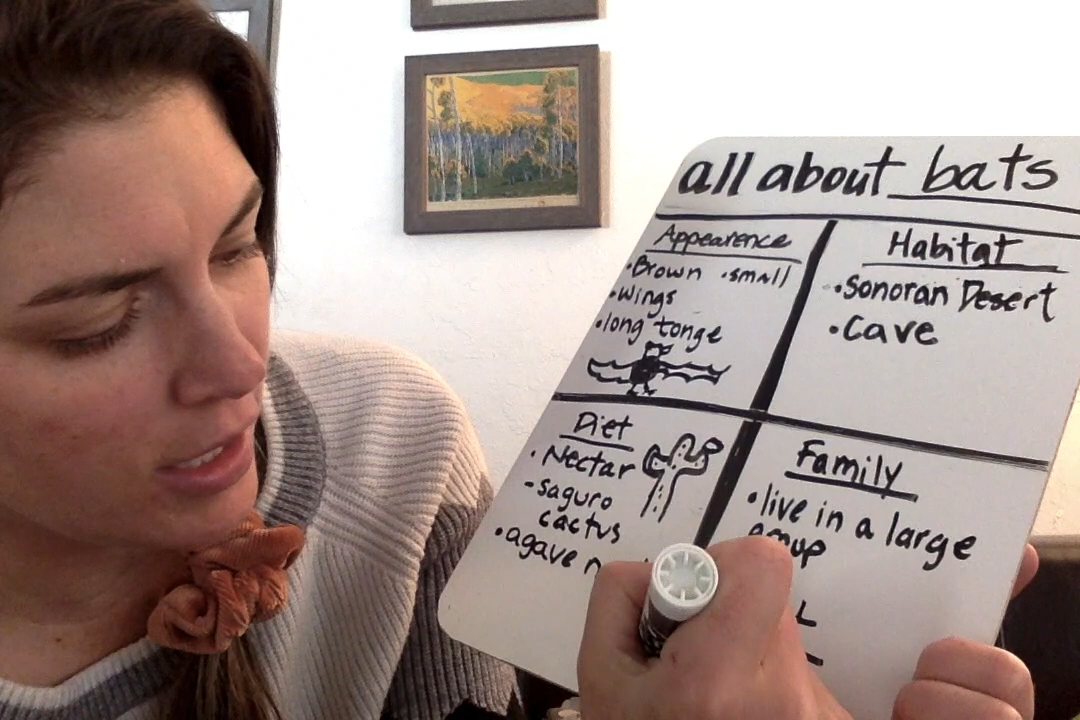 all about bats
Appearence
•Brown •small
•wings
•long tonge
Habitat
•Sonoran Desert
•Cave
Diet
•Nectar
-saguro
cactus
•agave
Family
•live in a large
group